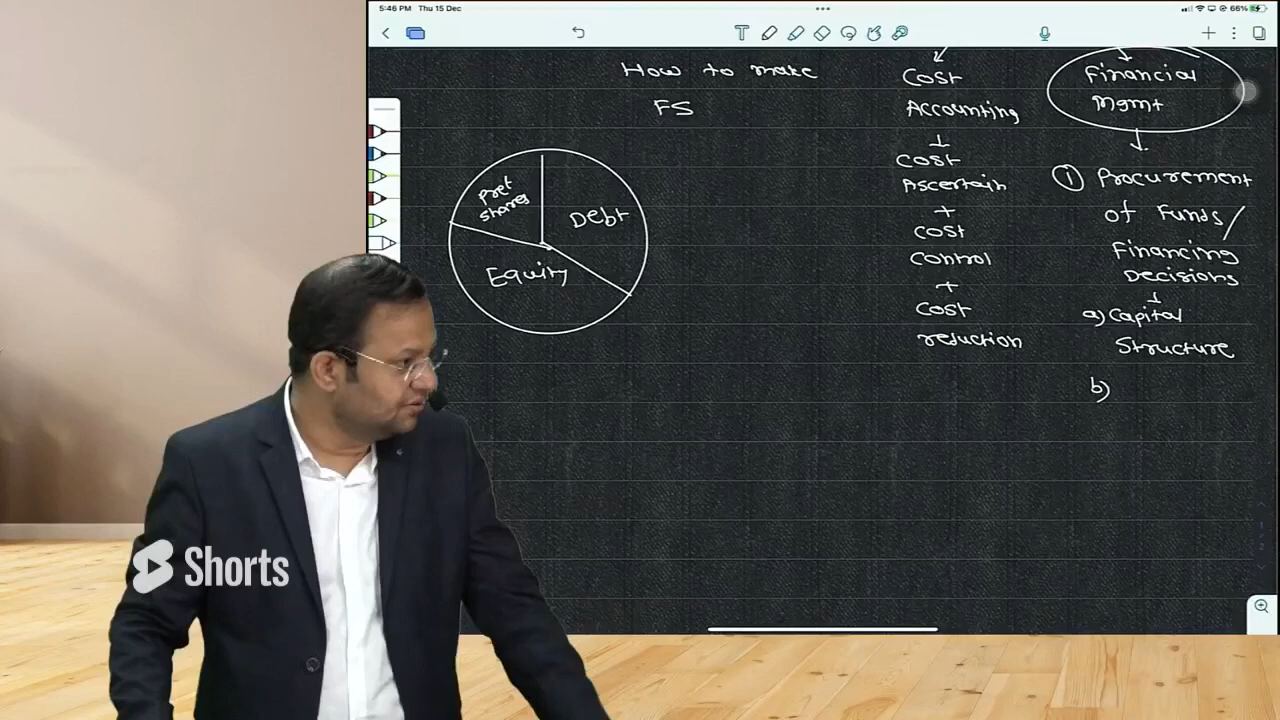 5:46 PM Thu 15 Dec
66%
T
How to make
FS
Pref
shares
Debt
Equity
Cost
Accounting
Cost
Ascertain
+
Cost
control
+
Cost
reduction
Financial
Mgmt
① Procurement
of Funds/
Financing
Decisions
a) Capital
Structure
b)
Shorts